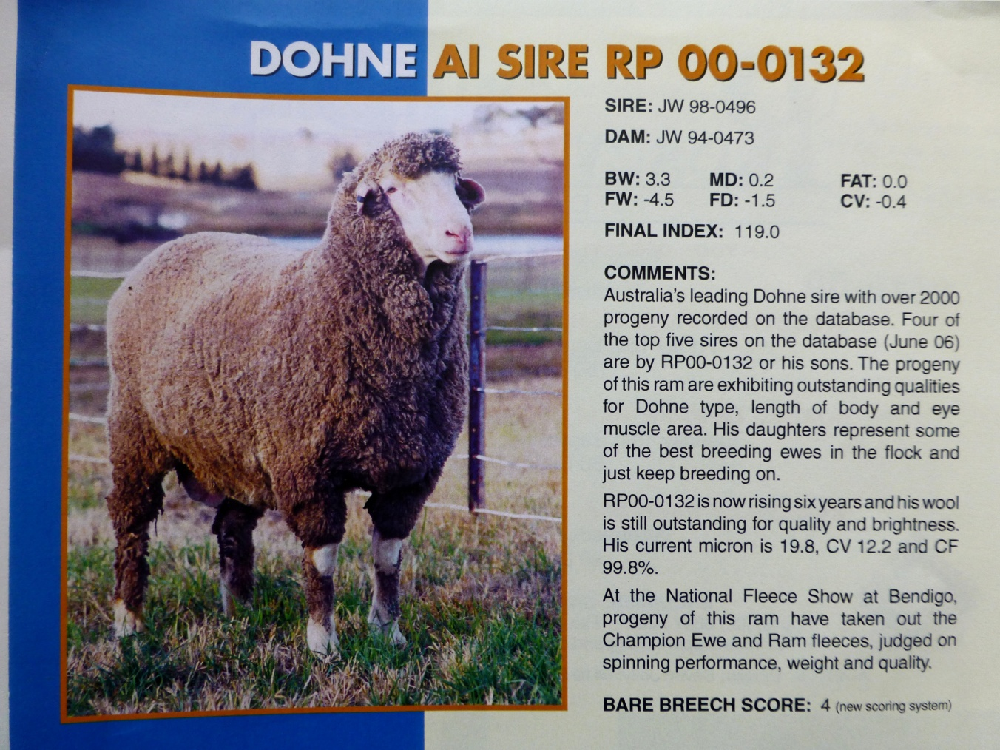 DOHNE AI SIRE RP 00-0132
SIRE: JW 98-0496
DAM: JW 94-0473
BW: 3.3 MD: 0.2 FAT: 0.0
FW: -4.5 FD: -1.5 CV: -0.4
FINAL INDEX: 119.0
COMMENTS:
Australia's leading Dohne sire with over 2000
progeny recorded on the database. Four of
the top five sires on the database (June 06)
are by RP00-0132 or his sons. The progeny
of this ram are exhibiting outstanding qualities
for Dohne type, length of body and eye
muscle area. His daughters represent some
of the best breeding ewes in the flock and
just keep breeding on.
RP00-0132 is now rising six years and his wool
is still outstanding for quality and brightness.
His current micron is 19.8, CV 12.2 and CF
99.8%.
At the National Fleece Show at Bendigo,
progeny of this ram have taken out the
Champion Ewe and Ram fleeces, judged on
spinning performance, weight and quality.
BARE BREECH SCORE: 4 (new scoring system)